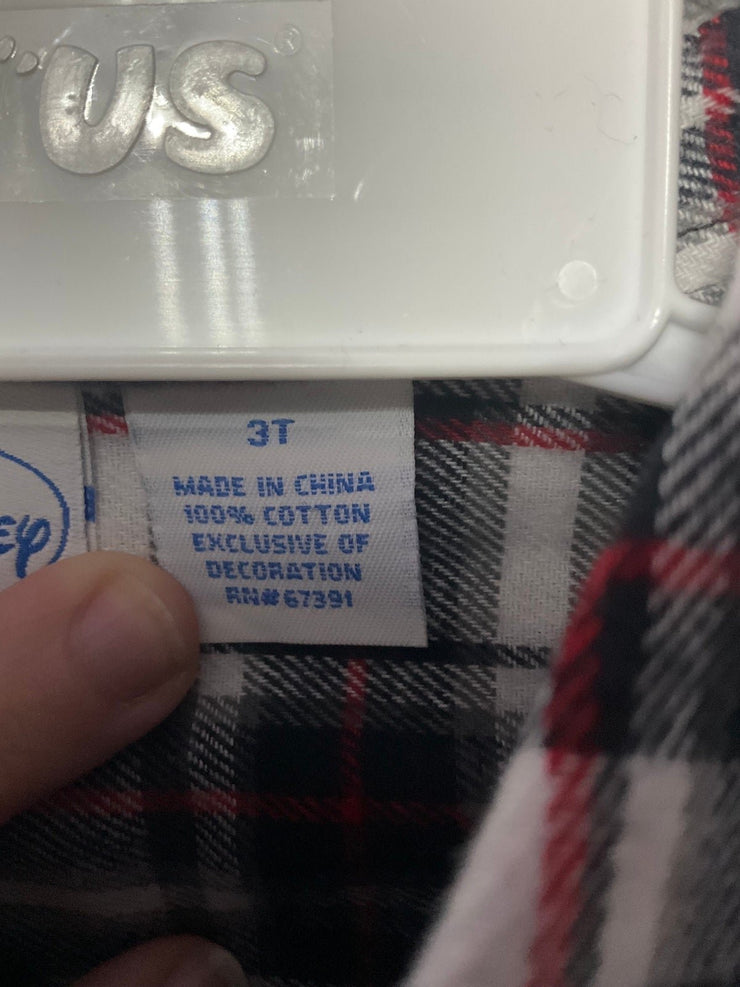 US
3T
MADE IN CHINA
100% COTTON
EXCLUSIVE OF
DECORATION
RN# 67391